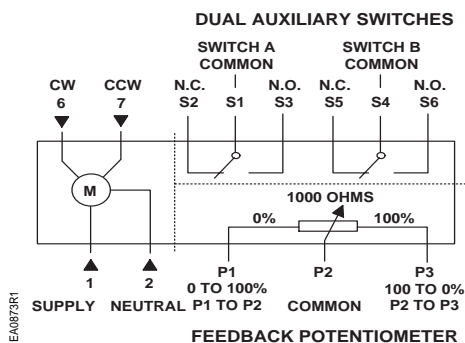 DUAL AUXILIARY SWITCHES
SWITCH A
COMMON
SWITCH B
COMMON
CW
6
CCW
7
N.C.
S2
S1
N.O.
S3
N.C.
S5
S4
N.O.
S6
M
1000 OHMS
0%
100%
1
2
SUPPLY
NEUTRAL
P1
0 TO 100%
P1 TO P2
P2
COMMON
P3
100 TO 0%
P2 TO P3
FEEDBACK POTENTIOMETER
EA0873R1